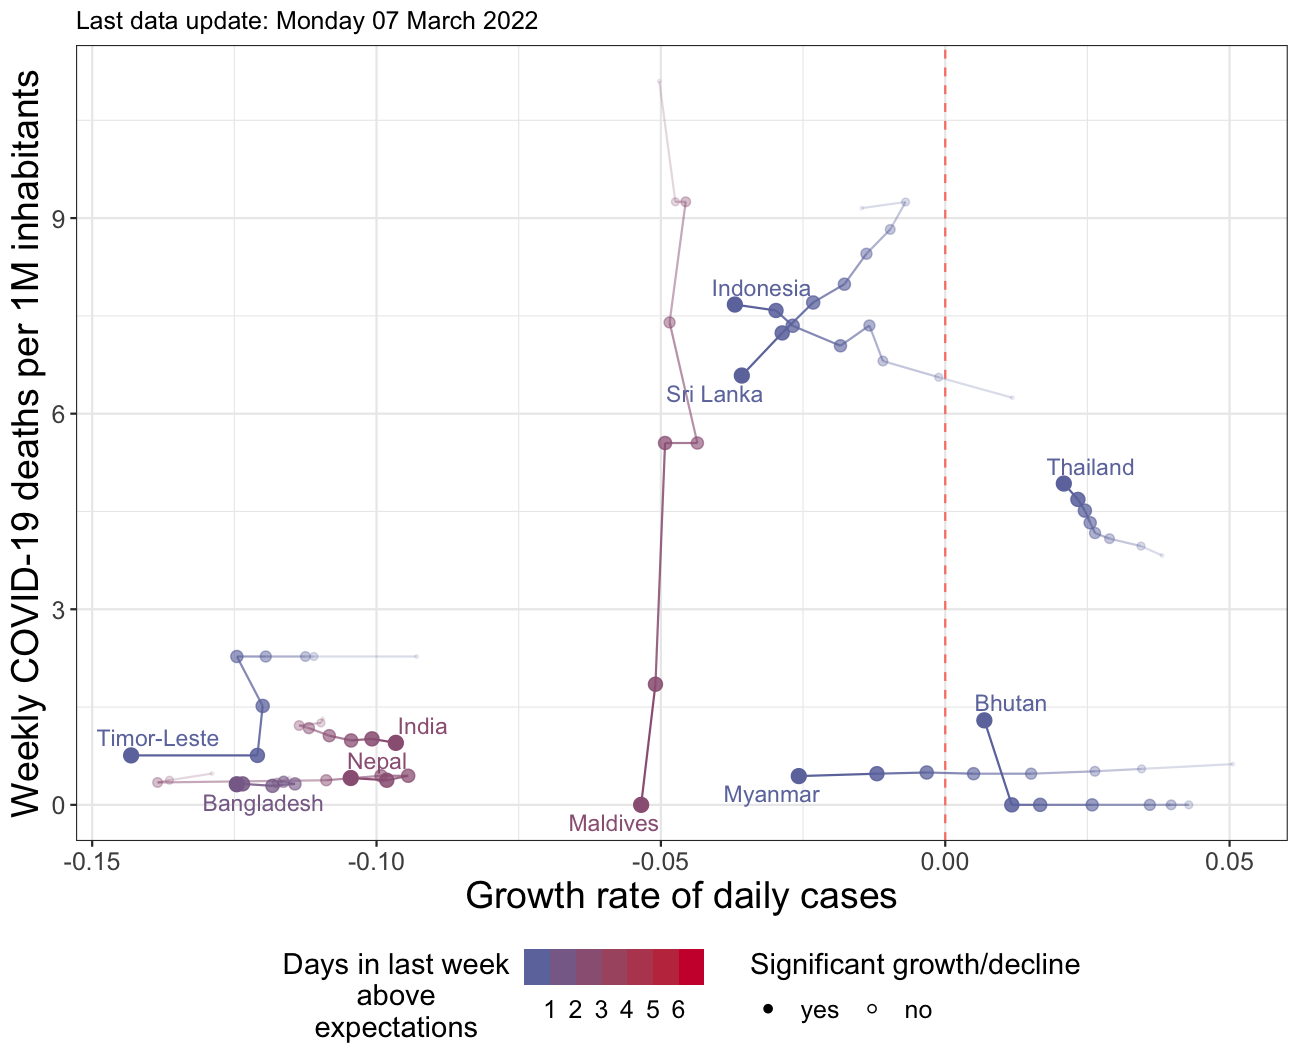 Last data update: Monday 07 March 2022
Weekly COVID-19 deaths per 1M inhabitants
9
6
3
0
Indonesia
Sri Lanka
Thailand
Bhutan
Timor-Leste
India
Nepal
Bangladesh
Myanmar
Maldives
-0.15 -0.10 -0.05 0.00 0.05
Growth rate of daily cases
Days in last week
above
expectations
1 2 3 4 5 6
Significant growth/decline
yes no